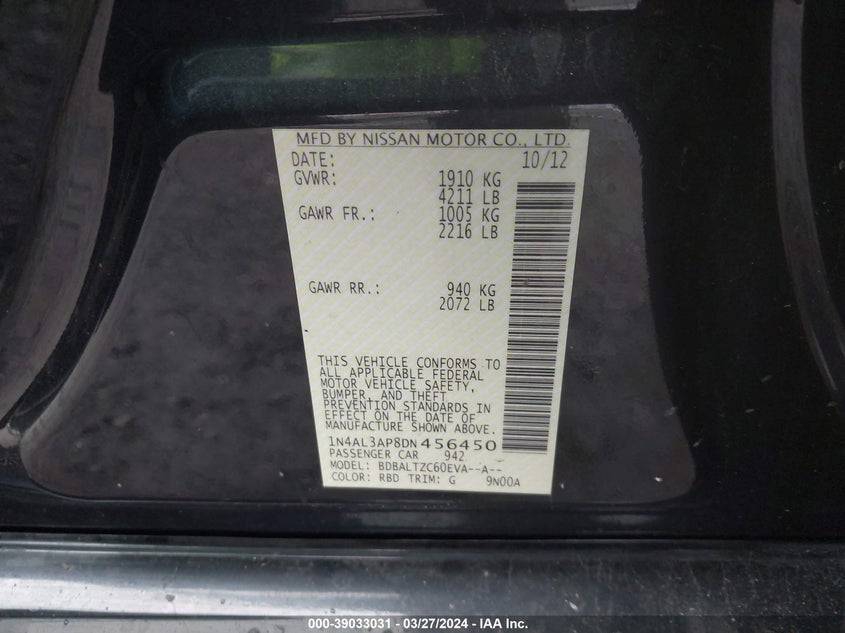 MFD BY NISSAN MOTOR CO., LTD.
DATE: 10/12
GVWR: 1910 KG
4211 LB
GAWR FR.: 1005 KG
2216 LB
GAWR RR.: 940 KG
2072 LB
THIS VEHICLE CONFORMS TO
ALL APPLICABLE FEDERAL
MOTOR VEHICLE SAFETY,
BUMPER, AND THEFT
PREVENTION STANDARDS IN
EFFECT ON THE DATE OF
MANUFACTURE SHOWN ABOVE.
1N4AL3AP8DN456450
PASSENGER CAR 942
MODEL: BDBALTZC60EVA--A--
COLOR: RBD TRIM: G 9N00A
000-39033031 - 03/27/2024 - IAA Inc.